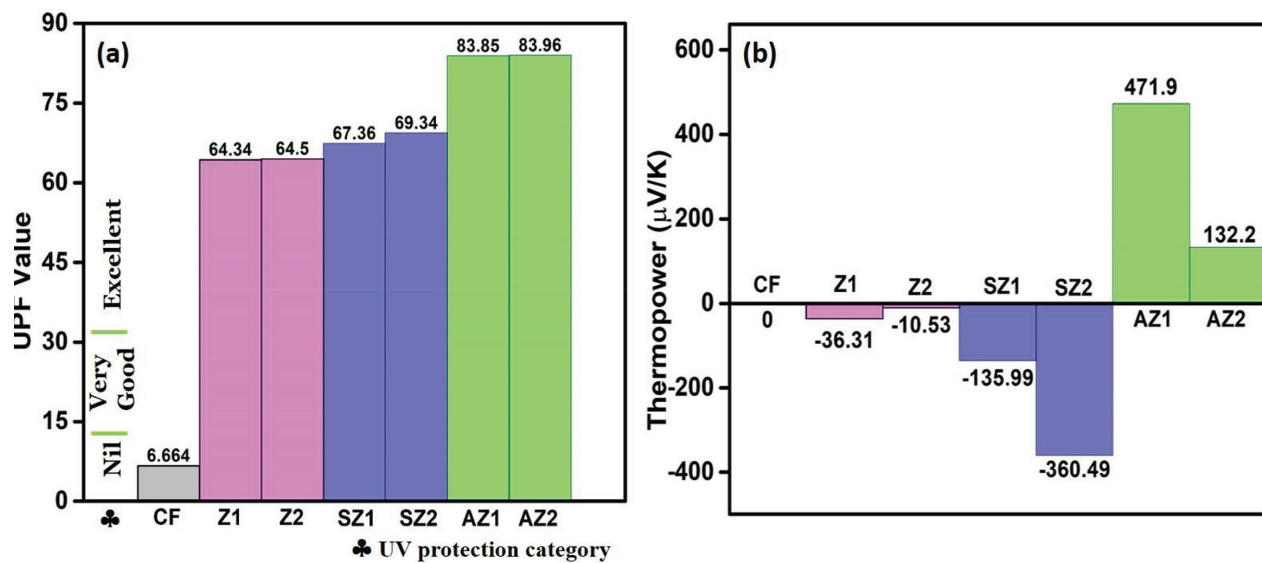 (a)
UPF Value
90
75
60
45
30
15
0
Excellent
Very
Good
Nil
6.664
64.34
64.5
67.36
69.34
83.85
83.96
♣ CF Z1 Z2 SZ1 SZ2 AZ1 AZ2
♣ UV protection category
(b)
Thermopower (μV/K)
600
400
200
0
-200
-400
471.9
132.2
CF Z1 Z2 SZ1 SZ2
0
-36.31
-10.53
-135.99
-360.49
AZ1 AZ2